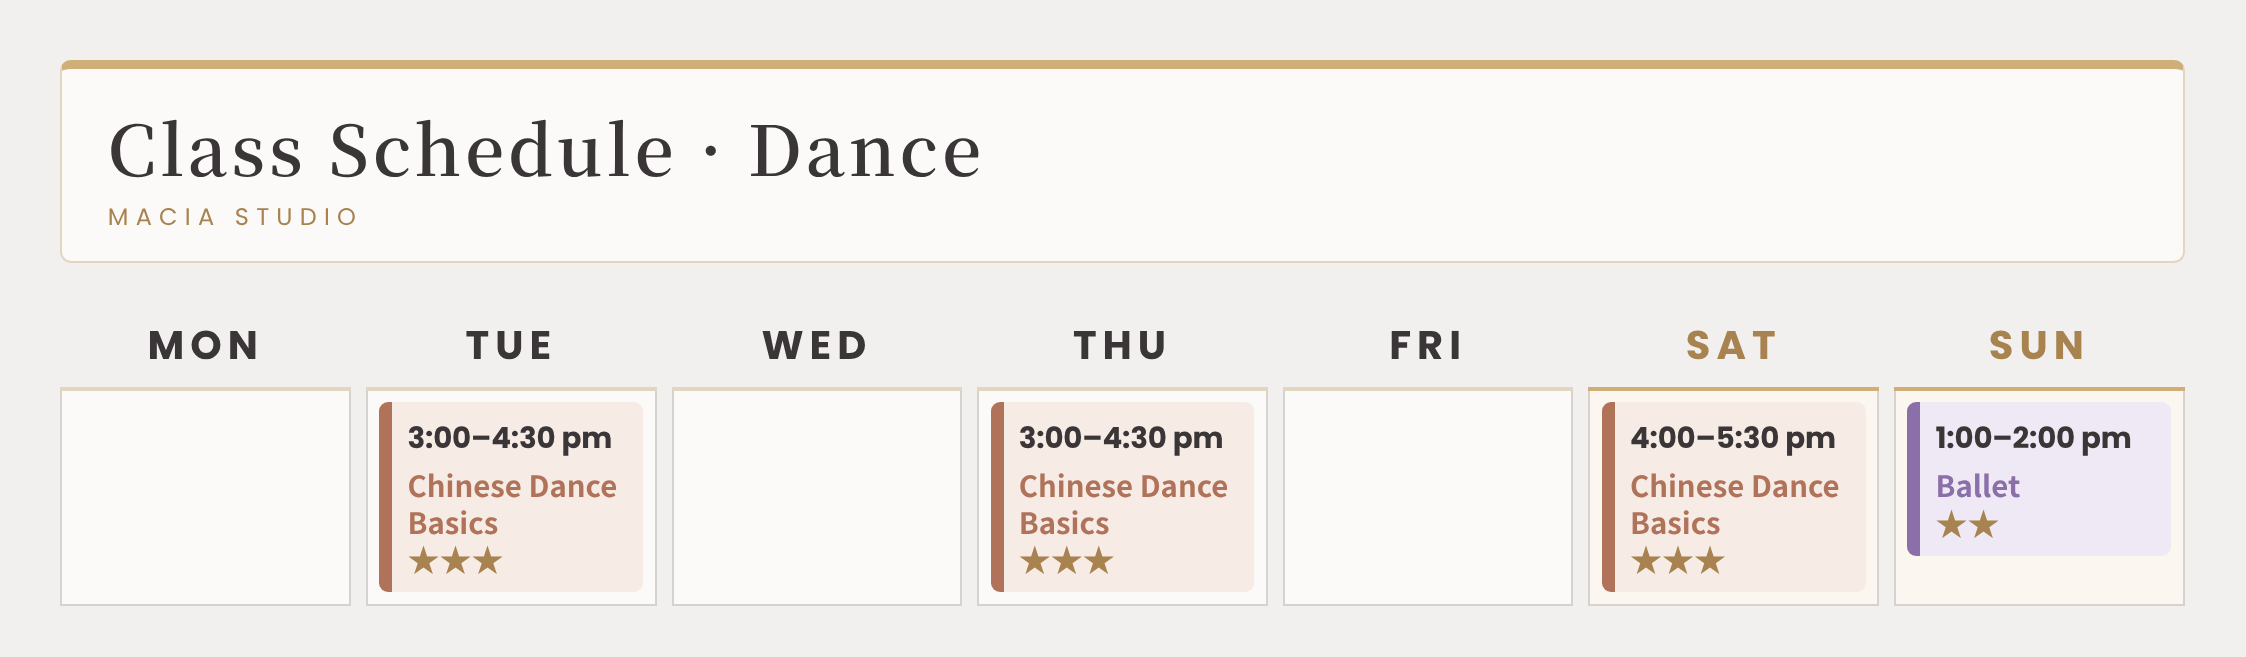 Class Schedule · Dance
MACIA STUDIO
MON
TUE
WED
THU
FRI
SAT
SUN
3:00–4:30 pm
Chinese Dance
Basics
★★★
3:00–4:30 pm
Chinese Dance
Basics
★★★
4:00–5:30 pm
Chinese Dance
Basics
★★★
1:00–2:00 pm
Ballet
★★